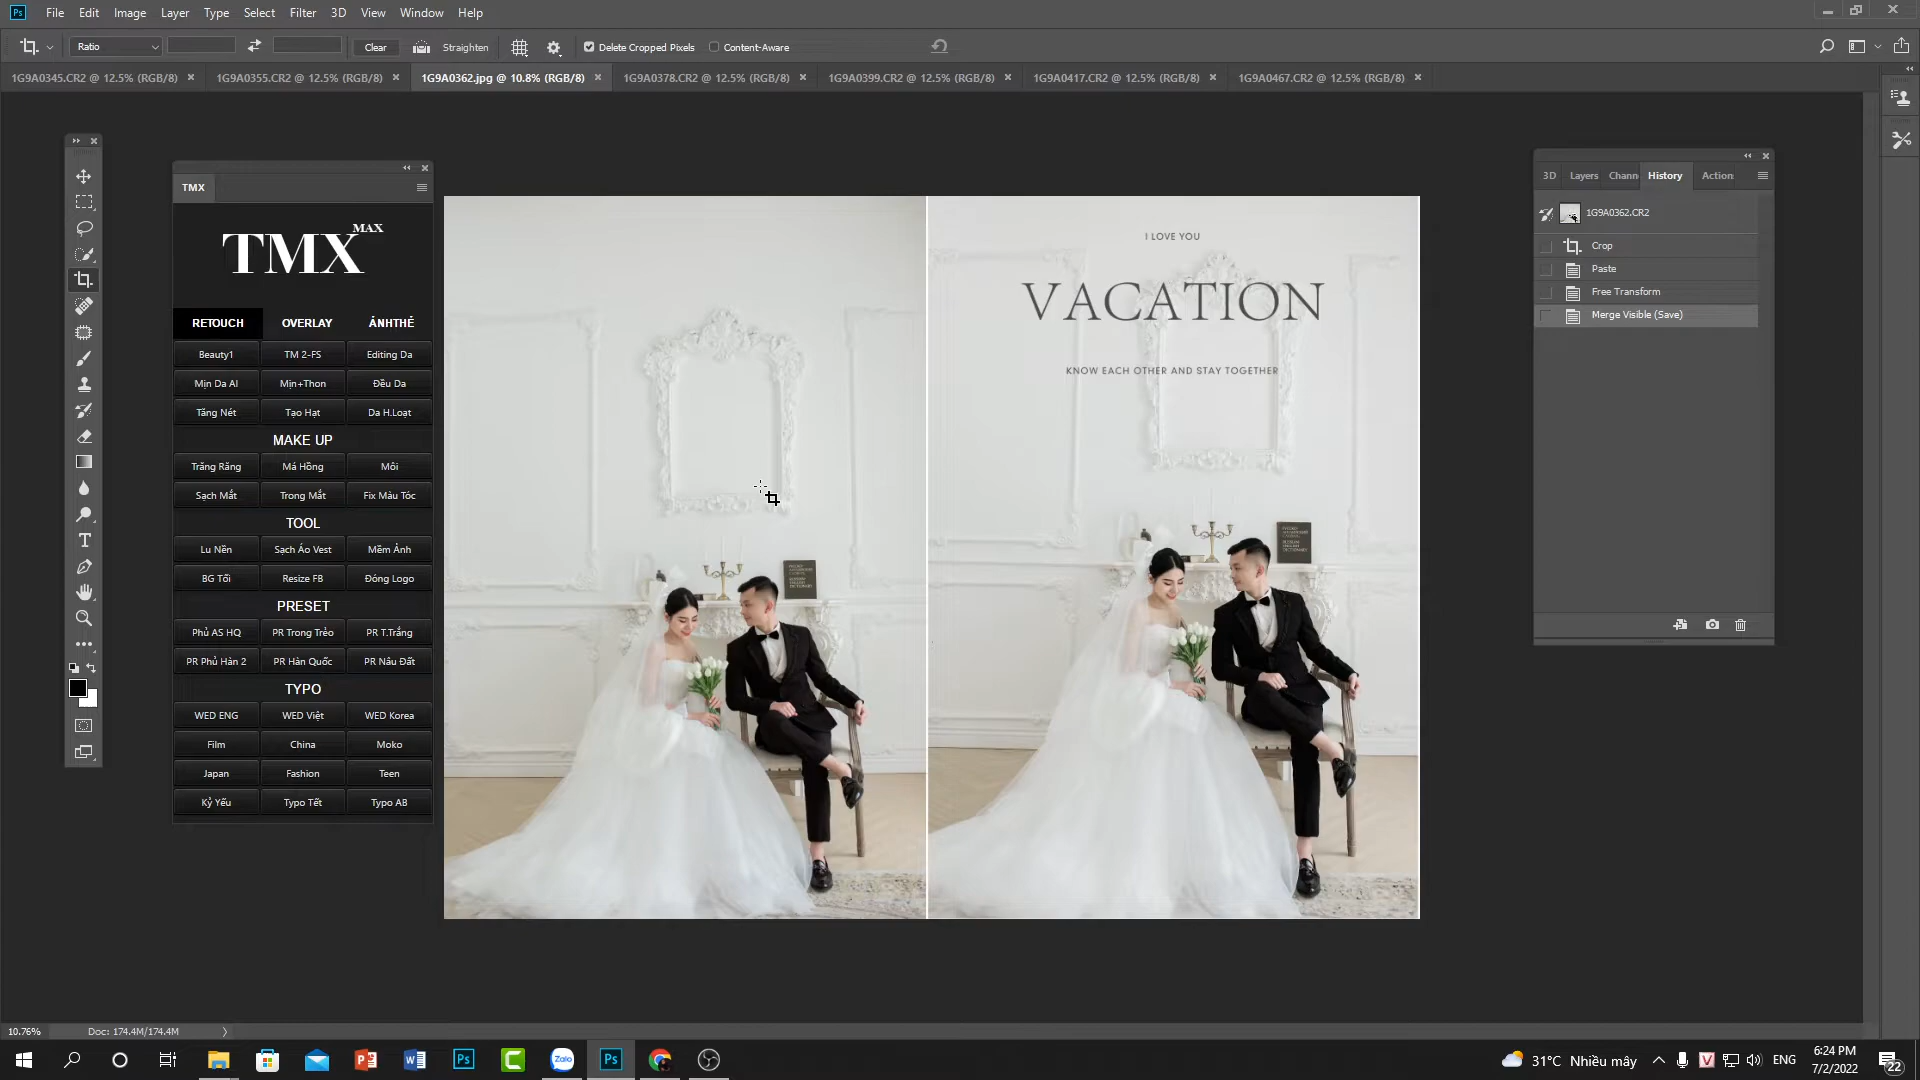 Ps File Edit Image Layer Type Select Filter 3D View Window Help
Ratio Clear Straighten Delete Cropped Pixels Content-Aware
1G9A0345.CR2 @ 12.5% (RGB/8) 1G9A0355.CR2 @ 12.5% (RGB/8) 1G9A0362.jpg @ 10.8% (RGB/8) 1G9A0378.CR2 @ 12.5% (RGB/8) 1G9A0399.CR2 @ 12.5% (RGB/8) 1G9A0417.CR2 @ 12.5% (RGB/8) 1G9A0467.CR2 @ 12.5% (RGB/8)
TMX
TMX MAX
RETOUCH OVERLAY ẢNHTHẺ
Beauty1 TM 2-FS Editing Da
Mịn Da AI Mịn+Thon Đều Da
Tăng Nét Tạo Hạt Da H.Loạt
MAKE UP
Trắng Răng Má Hồng Môi
Sạch Mắt Trong Mắt Fix Màu Tóc
TOOL
Lu Nền Sạch Áo Vest Mềm Ảnh
BG Tối Resize FB Đóng Logo
PRESET
Phủ AS HQ PR Trong Trẻo PR T.Trắng
PR Phủ Hàn 2 PR Hàn Quốc PR Nâu Đất
TYPO
WED ENG WED Việt WED Korea
Film China Moko
Japan Fashion Teen
Kỷ Yếu Typo Tết Typo AB
I LOVE YOU
VACATION
KNOW EACH OTHER AND STAY TOGETHER
3D Layers Chann History Action
1G9A0362.CR2
Crop
Paste
Free Transform
Merge Visible (Save)
10.76% Doc: 174.4M/174.4M
Zalo Ps 31°C Nhiều mây ENG 6:24 PM
7/2/2022 22